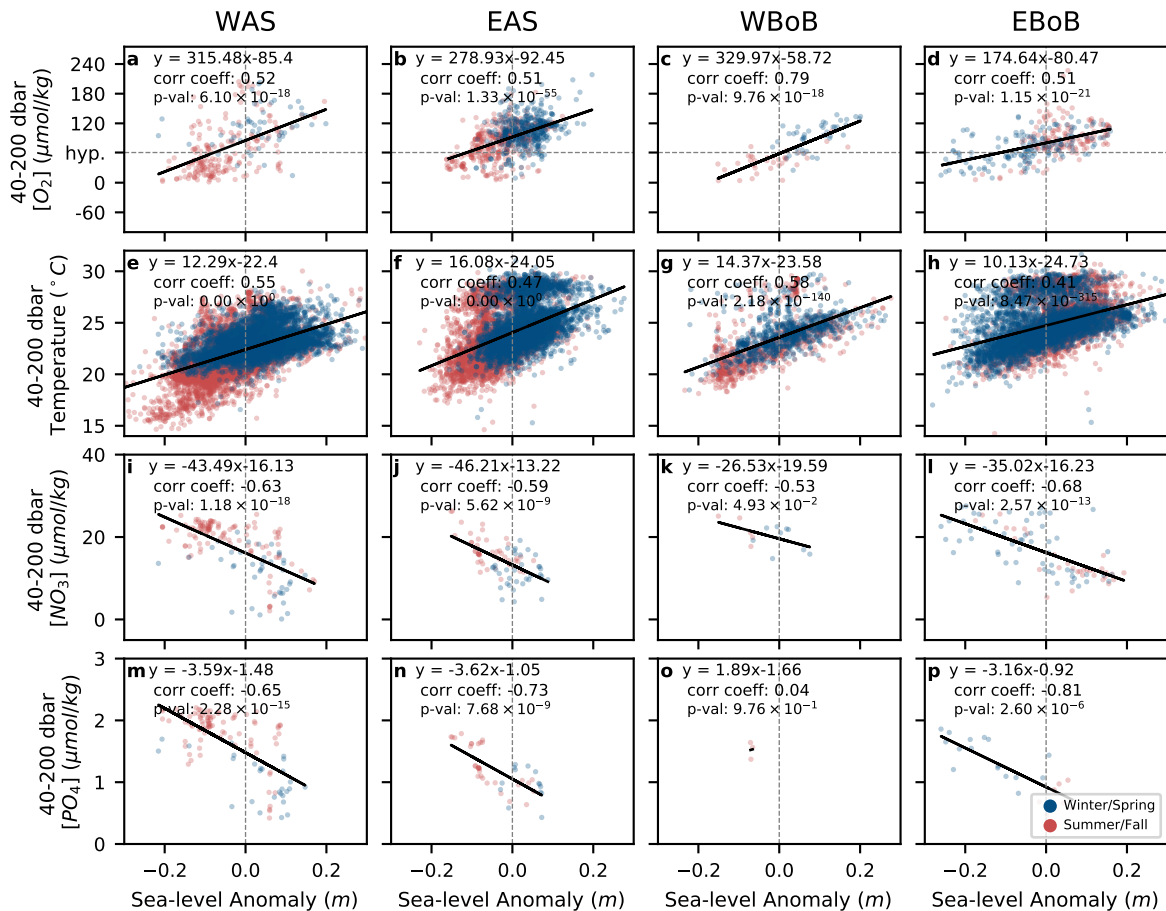 WAS EAS WBoB EBoB
40-200 dbar
[O₂] (μmol/kg)
240
180
120
hyp.
0
-60
a y = 315.48x-85.4
corr coeff: 0.52
p-val: 6.10 × 10⁻¹⁸
b y = 278.93x-92.45
corr coeff: 0.51
p-val: 1.33 × 10⁻⁵⁵
c y = 329.97x-58.72
corr coeff: 0.79
p-val: 9.76 × 10⁻¹⁸
d y = 174.64x-80.47
corr coeff: 0.51
p-val: 1.15 × 10⁻²¹
40-200 dbar
Temperature (°C)
30
25
20
15
e y = 12.29x-22.4
corr coeff: 0.55
p-val: 0.00 × 10⁰
f y = 16.08x-24.05
corr coeff: 0.47
p-val: 0.00 × 10⁰
g y = 14.37x-23.58
corr coeff: 0.58
p-val: 2.18 × 10⁻¹⁴⁰
h y = 10.13x-24.73
corr coeff: 0.41
p-val: 8.47 × 10⁻³¹⁵
40-200 dbar
[NO₃] (μmol/kg)
40
20
0
i y = -43.49x-16.13
corr coeff: -0.63
p-val: 1.18 × 10⁻¹⁸
j y = -46.21x-13.22
corr coeff: -0.59
p-val: 5.62 × 10⁻⁹
k y = -26.53x-19.59
corr coeff: -0.53
p-val: 4.93 × 10⁻²
l y = -35.02x-16.23
corr coeff: -0.68
p-val: 2.57 × 10⁻¹³
40-200 dbar
[PO₄] (μmol/kg)
3
2
1
0
m y = -3.59x-1.48
corr coeff: -0.65
p-val: 2.28 × 10⁻¹⁵
n y = -3.62x-1.05
corr coeff: -0.73
p-val: 7.68 × 10⁻⁹
o y = 1.89x-1.66
corr coeff: 0.04
p-val: 9.76 × 10⁻¹
p y = -3.16x-0.92
corr coeff: -0.81
p-val: 2.60 × 10⁻⁶
Winter/Spring
Summer/Fall
−0.2 0.0 0.2 −0.2 0.0 0.2 −0.2 0.0 0.2 −0.2 0.0 0.2
Sea-level Anomaly (m) Sea-level Anomaly (m) Sea-level Anomaly (m) Sea-level Anomaly (m)